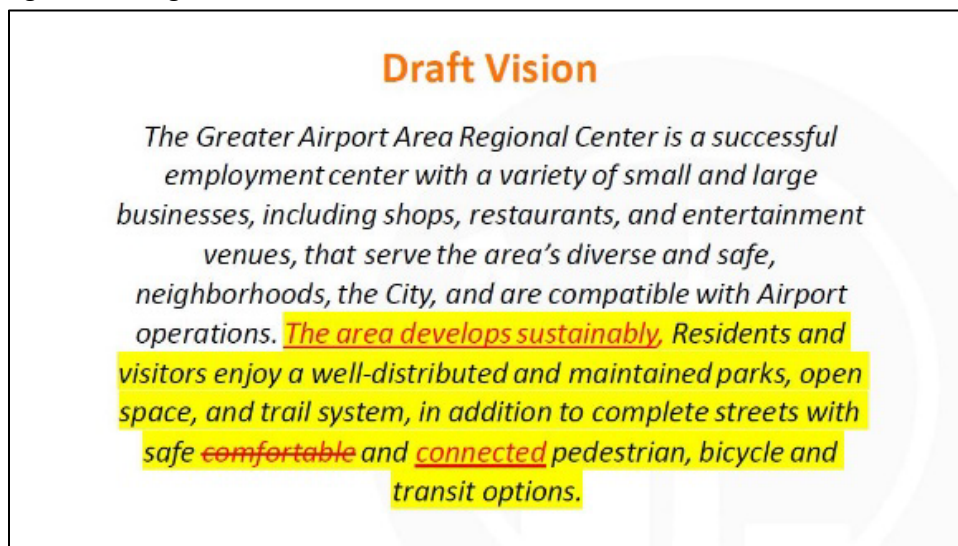 Draft Vision
The Greater Airport Area Regional Center is a successful
employment center with a variety of small and large
businesses, including shops, restaurants, and entertainment
venues, that serve the area's diverse and safe,
neighborhoods, the City, and are compatible with Airport
operations. The area develops sustainably, Residents and
visitors enjoy a well-distributed and maintained parks, open
space, and trail system, in addition to complete streets with
safe comfortable and connected pedestrian, bicycle and
transit options.